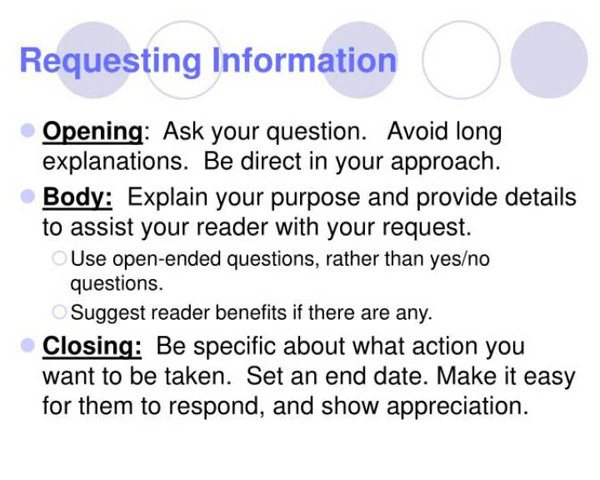 Requesting Information
Opening: Ask your question. Avoid long
explanations. Be direct in your approach.
Body: Explain your purpose and provide details
to assist your reader with your request.
Use open-ended questions, rather than yes/no
questions.
Suggest reader benefits if there are any.
Closing: Be specific about what action you
want to be taken. Set an end date. Make it easy
for them to respond, and show appreciation.